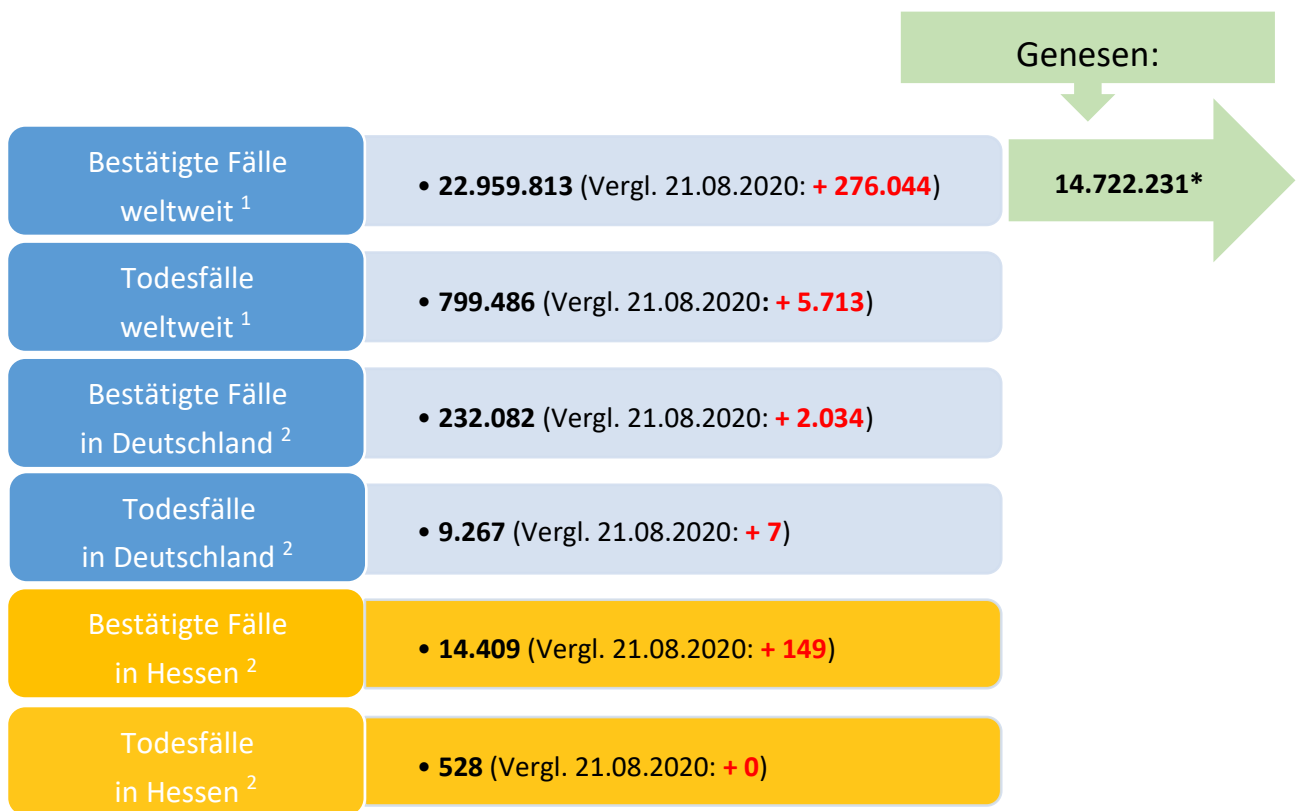 Genesen:
Bestätigte Fälle
weltweit ¹
• 22.959.813 (Vergl. 21.08.2020: + 276.044)
14.722.231*
Todesfälle
weltweit ¹
• 799.486 (Vergl. 21.08.2020: + 5.713)
Bestätigte Fälle
in Deutschland ²
• 232.082 (Vergl. 21.08.2020: + 2.034)
Todesfälle
in Deutschland ²
• 9.267 (Vergl. 21.08.2020: + 7)
Bestätigte Fälle
in Hessen ²
• 14.409 (Vergl. 21.08.2020: + 149)
Todesfälle
in Hessen ²
• 528 (Vergl. 21.08.2020: + 0)